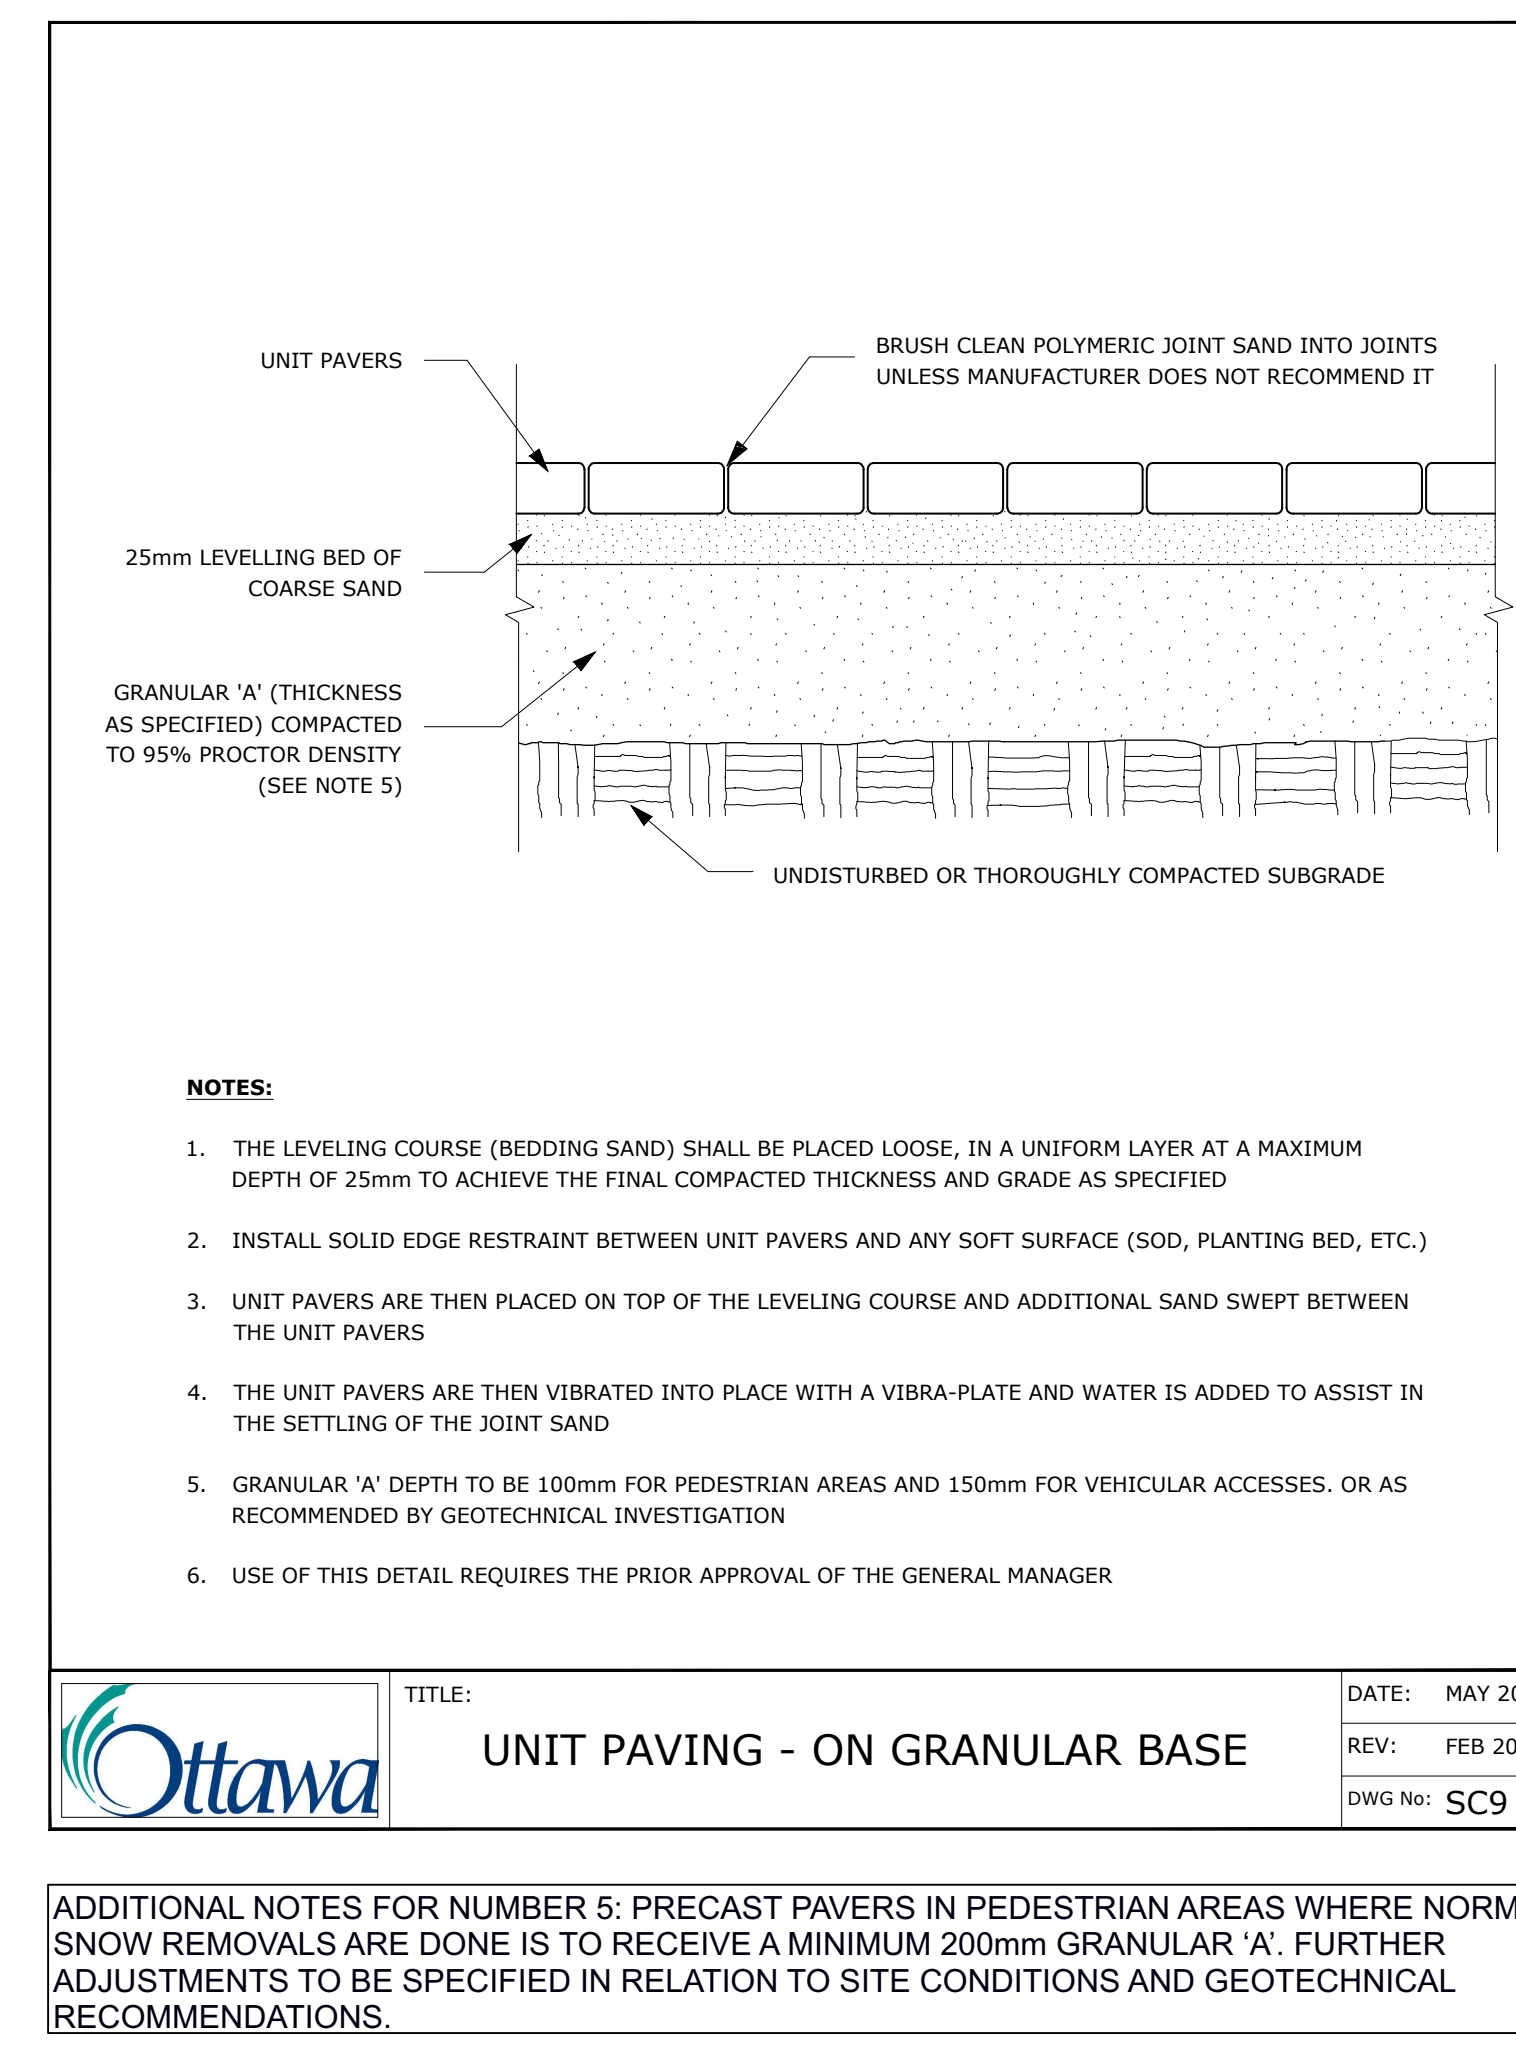 UNIT PAVERS
BRUSH CLEAN POLYMERIC JOINT SAND INTO JOINTS
UNLESS MANUFACTURER DOES NOT RECOMMEND IT
25mm LEVELLING BED OF
COARSE SAND
GRANULAR 'A' (THICKNESS
AS SPECIFIED) COMPACTED
TO 95% PROCTOR DENSITY
(SEE NOTE 5)
UNDISTURBED OR THOROUGHLY COMPACTED SUBGRADE
NOTES:
1. THE LEVELING COURSE (BEDDING SAND) SHALL BE PLACED LOOSE, IN A UNIFORM LAYER AT A MAXIMUM
DEPTH OF 25mm TO ACHIEVE THE FINAL COMPACTED THICKNESS AND GRADE AS SPECIFIED
2. INSTALL SOLID EDGE RESTRAINT BETWEEN UNIT PAVERS AND ANY SOFT SURFACE (SOD, PLANTING BED, ETC.)
3. UNIT PAVERS ARE THEN PLACED ON TOP OF THE LEVELING COURSE AND ADDITIONAL SAND SWEPT BETWEEN
THE UNIT PAVERS
4. THE UNIT PAVERS ARE THEN VIBRATED INTO PLACE WITH A VIBRA-PLATE AND WATER IS ADDED TO ASSIST IN
THE SETTLING OF THE JOINT SAND
5. GRANULAR 'A' DEPTH TO BE 100mm FOR PEDESTRIAN AREAS AND 150mm FOR VEHICULAR ACCESSES. OR AS
RECOMMENDED BY GEOTECHNICAL INVESTIGATION
6. USE OF THIS DETAIL REQUIRES THE PRIOR APPROVAL OF THE GENERAL MANAGER
Ottawa
TITLE:
UNIT PAVING - ON GRANULAR BASE
DATE: MAY
REV: FEB
DWG No: SC9
ADDITIONAL NOTES FOR NUMBER 5: PRECAST PAVERS IN PEDESTRIAN AREAS WHERE
SNOW REMOVALS ARE DONE IS TO RECEIVE A MINIMUM 200mm GRANULAR ‘A’. FURTHER
ADJUSTMENTS TO BE SPECIFIED IN RELATION TO SITE CONDITIONS AND GEOTECHNICAL
RECOMMENDATIONS.